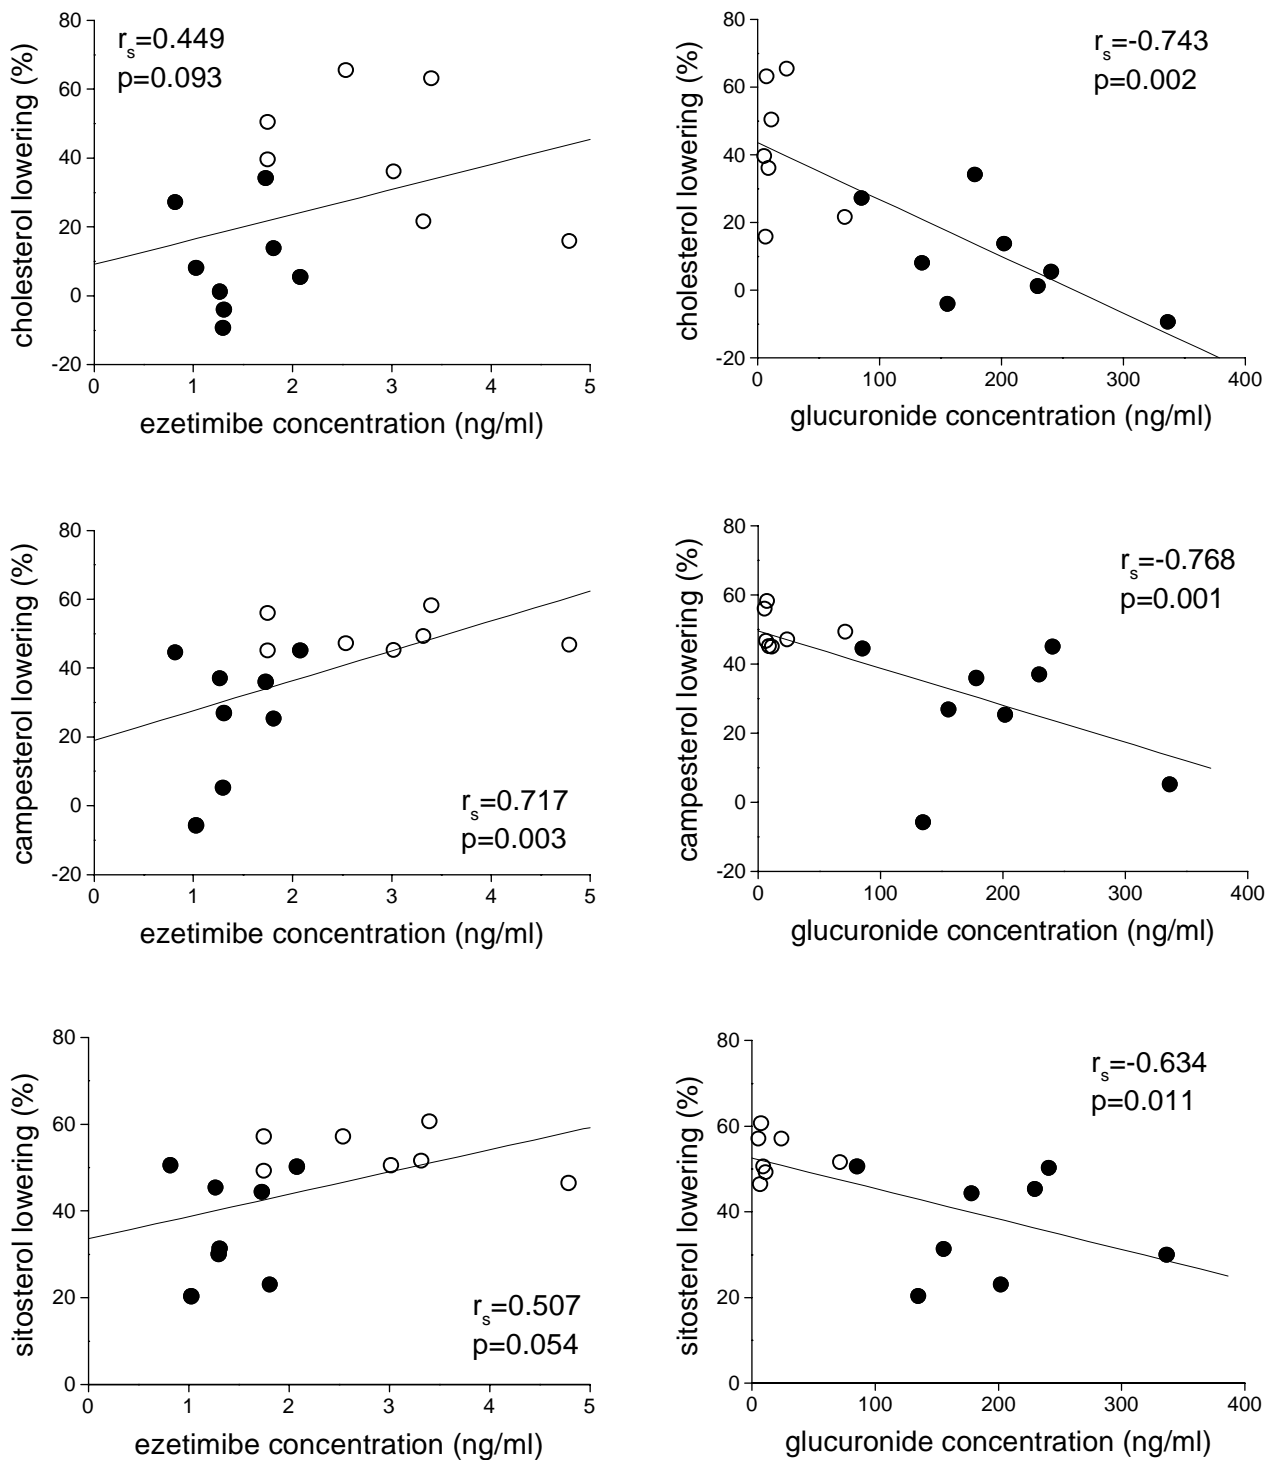 80
60
40
20
0
-20
cholesterol lowering (%)
rs=0.449
p=0.093
0 1 2 3 4 5
ezetimibe concentration (ng/ml)
80
60
40
20
0
-20
cholesterol lowering (%)
rs=-0.743
p=0.002
0 100 200 300 400
glucuronide concentration (ng/ml)
80
60
40
20
0
-20
campesterol lowering (%)
rs=0.717
p=0.003
0 1 2 3 4 5
ezetimibe concentration (ng/ml)
80
60
40
20
0
-20
campesterol lowering (%)
rs=-0.768
p=0.001
0 100 200 300 400
glucuronide concentration (ng/ml)
80
60
40
20
0
sitosterol lowering (%)
rs=0.507
p=0.054
0 1 2 3 4 5
ezetimibe concentration (ng/ml)
80
60
40
20
0
sitosterol lowering (%)
rs=-0.634
p=0.011
0 100 200 300 400
glucuronide concentration (ng/ml)